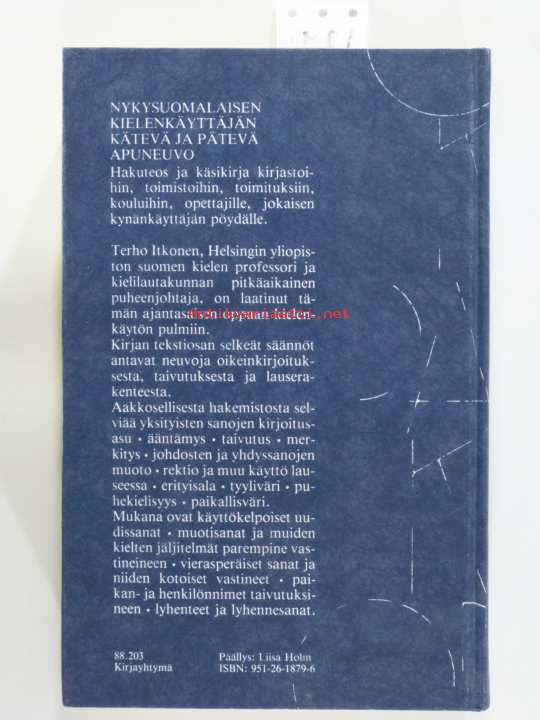 NYKYSUOMALAISEN
KIELENKÄYTTÄJÄN
KÄTEVÄ JA PÄTEVÄ
APUNEUVO
Hakuteos ja käsikirja kirjastoi-
hin, toimistoihin, toimituksiin,
kouluihin, opettajille, jokaisen
kynänkäyttäjän pöydälle.
Terho Itkonen, Helsingin yliopis-
ton suomen kielen professori ja
kielilautakunnan pitkäaikainen
puheenjohtaja, on laatinut tä-
män ajantasaisen oppaan kielen-
käytön pulmiin.
Kirjan tekstiosan selkeät säännöt
antavat neuvoja oikeinkirjoituk-
sesta, taivutuksesta ja lausera-
kenteesta.
Aakkosellisesta hakemistosta sel-
viää yksityisten sanojen kirjoitus-
asu • ääntämys • taivutus • mer-
kitys • johdosten ja yhdyssanojen
muoto • rektio ja muu käyttö lau-
seessa • erityisala • tyyliväri • pu-
hekielisyys • paikallisväri.
Mukana ovat käyttökelpoiset uu-
dissanat • muotisanat ja muiden
kielten jäljitelmät parempine vas-
tineineen • vierasperäiset sanat ja
niiden kotoiset vastineet • pai-
kan- ja henkilönnimet taivutuksi-
neen • lyhenteet ja lyhennesanat.
88.203
Kirjayhtymä
Päällys: Liisa Holm
ISBN: 951-26-1879-6